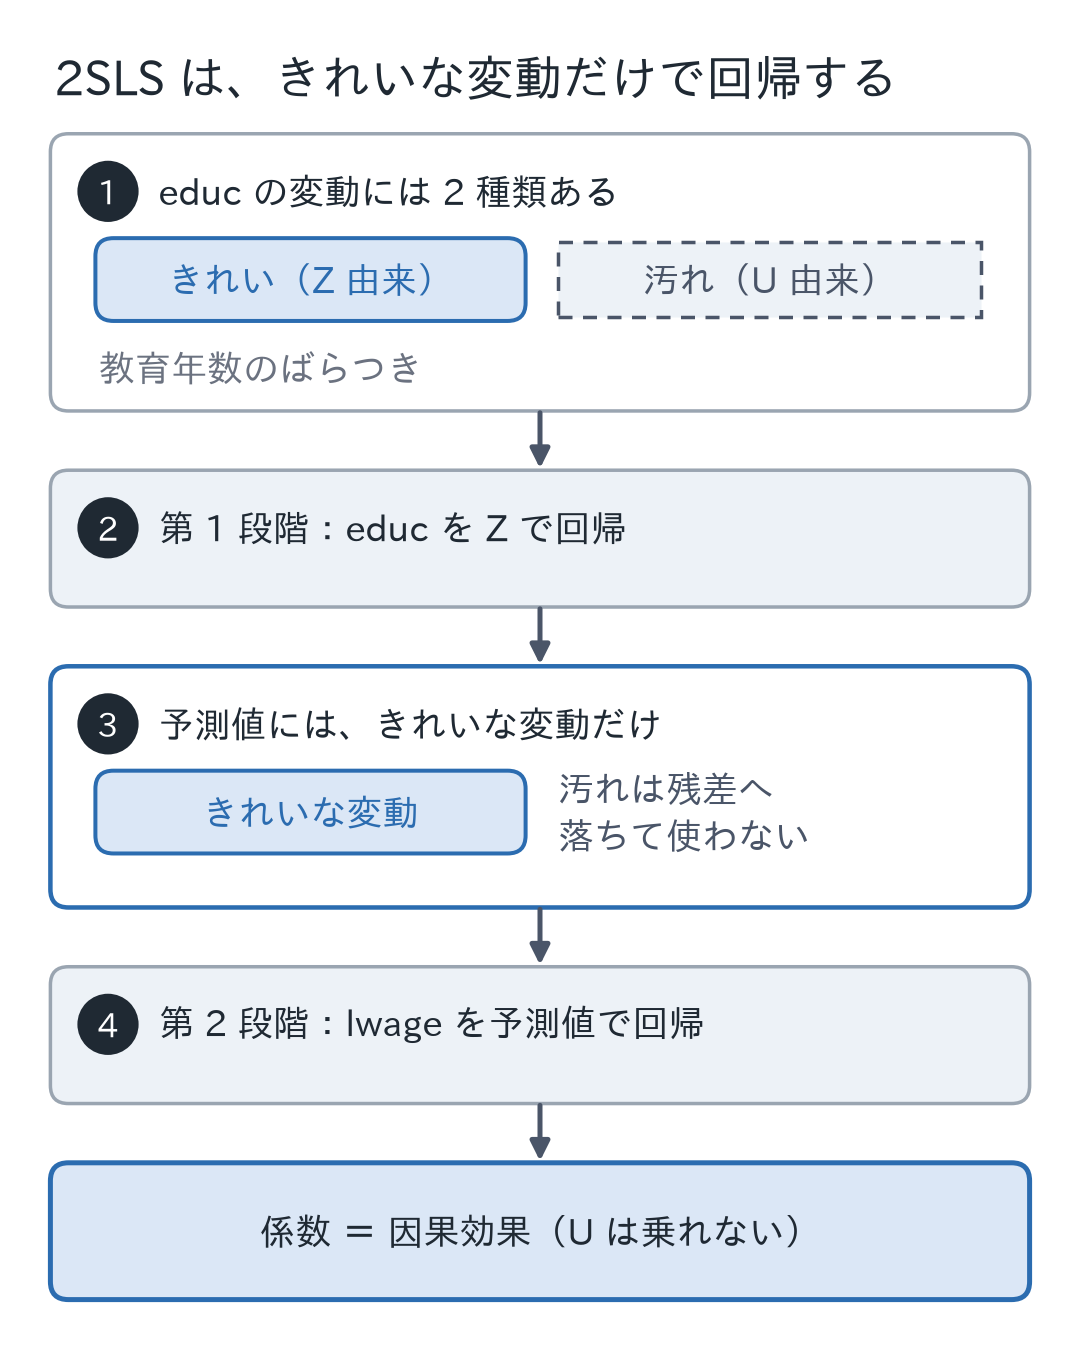 2SLS は、きれいな変動だけで回帰する
1 educ の変動には 2 種類ある
きれい（Z 由来）
汚れ（U 由来）
教育年数のばらつき
2 第 1 段階：educ を Z で回帰
3 予測値には、きれいな変動だけ
きれいな変動
汚れは残差へ
落ちて使わない
4 第 2 段階：lwage を予測値で回帰
係数 ＝ 因果効果（U は乗れない）